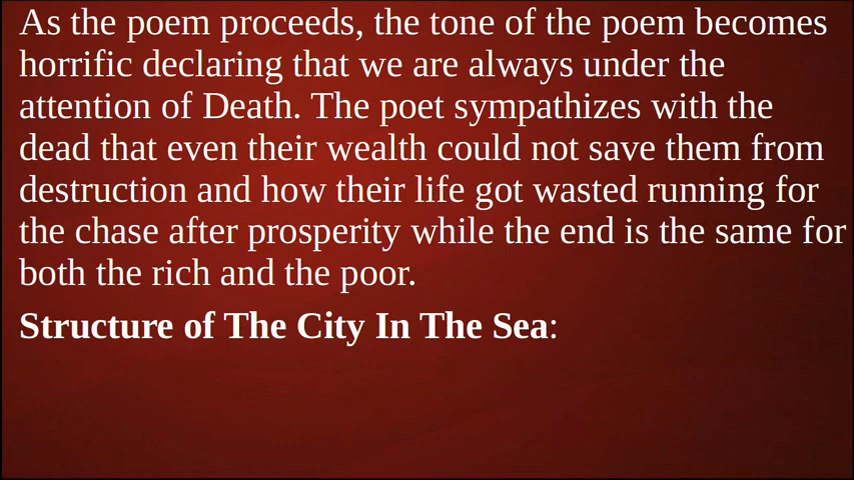 As the poem proceeds, the tone of the poem becomes
horrific declaring that we are always under the
attention of Death. The poet sympathizes with the
dead that even their wealth could not save them from
destruction and how their life got wasted running for
the chase after prosperity while the end is the same for
both the rich and the poor.
Structure of The City In The Sea: